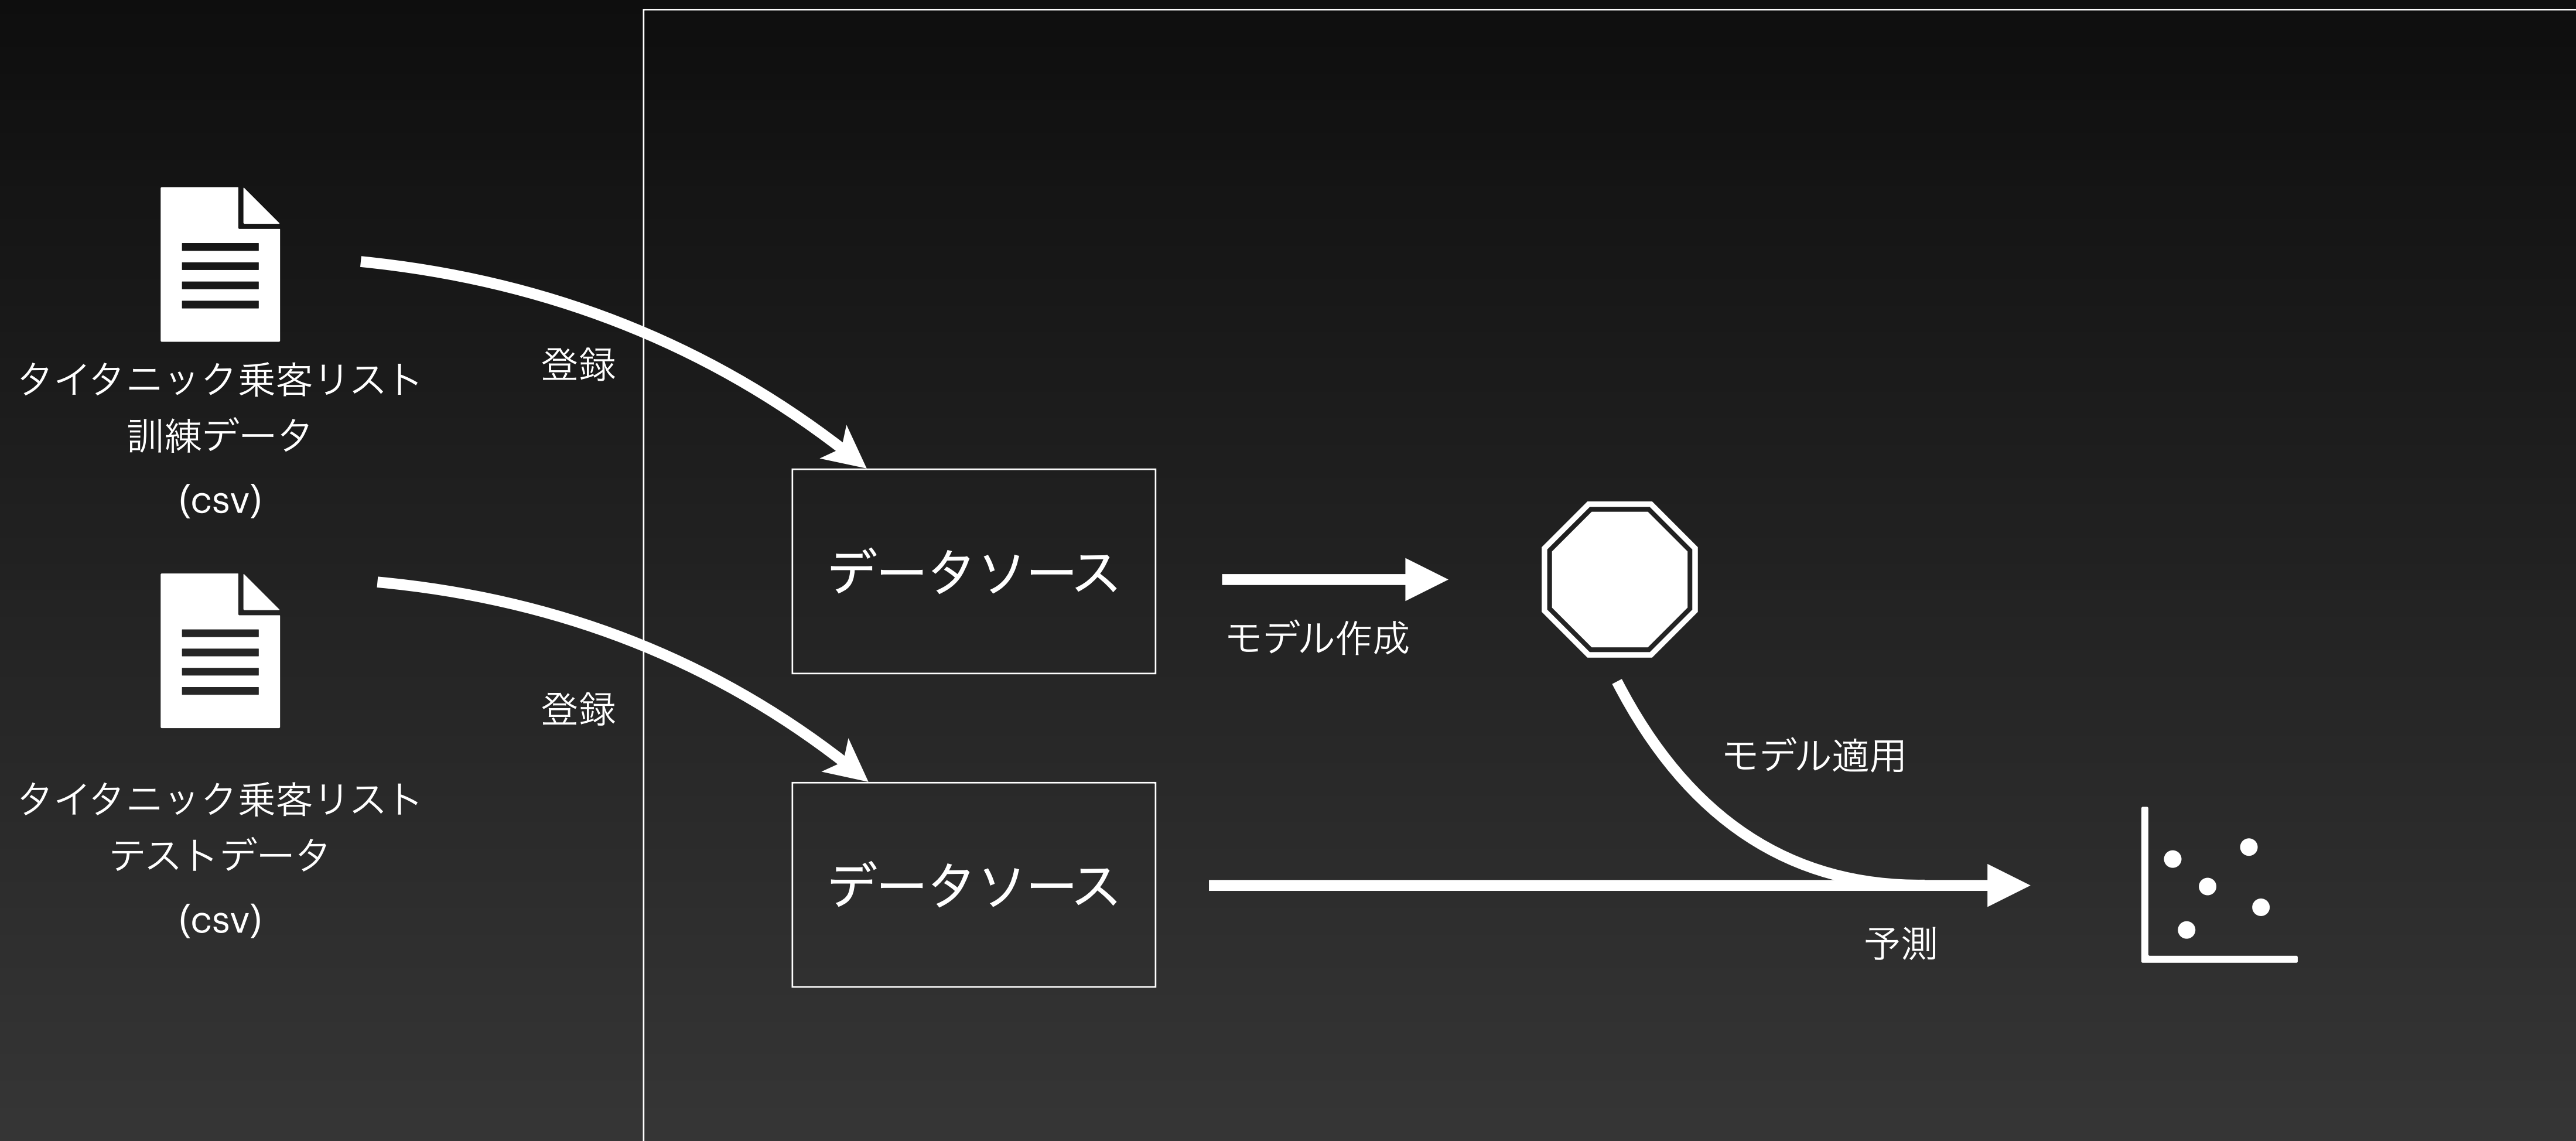 タイタニック乗客リスト
訓練データ
(csv)
登録
データソース
モデル作成
タイタニック乗客リスト
テストデータ
(csv)
登録
データソース
モデル適用
予測